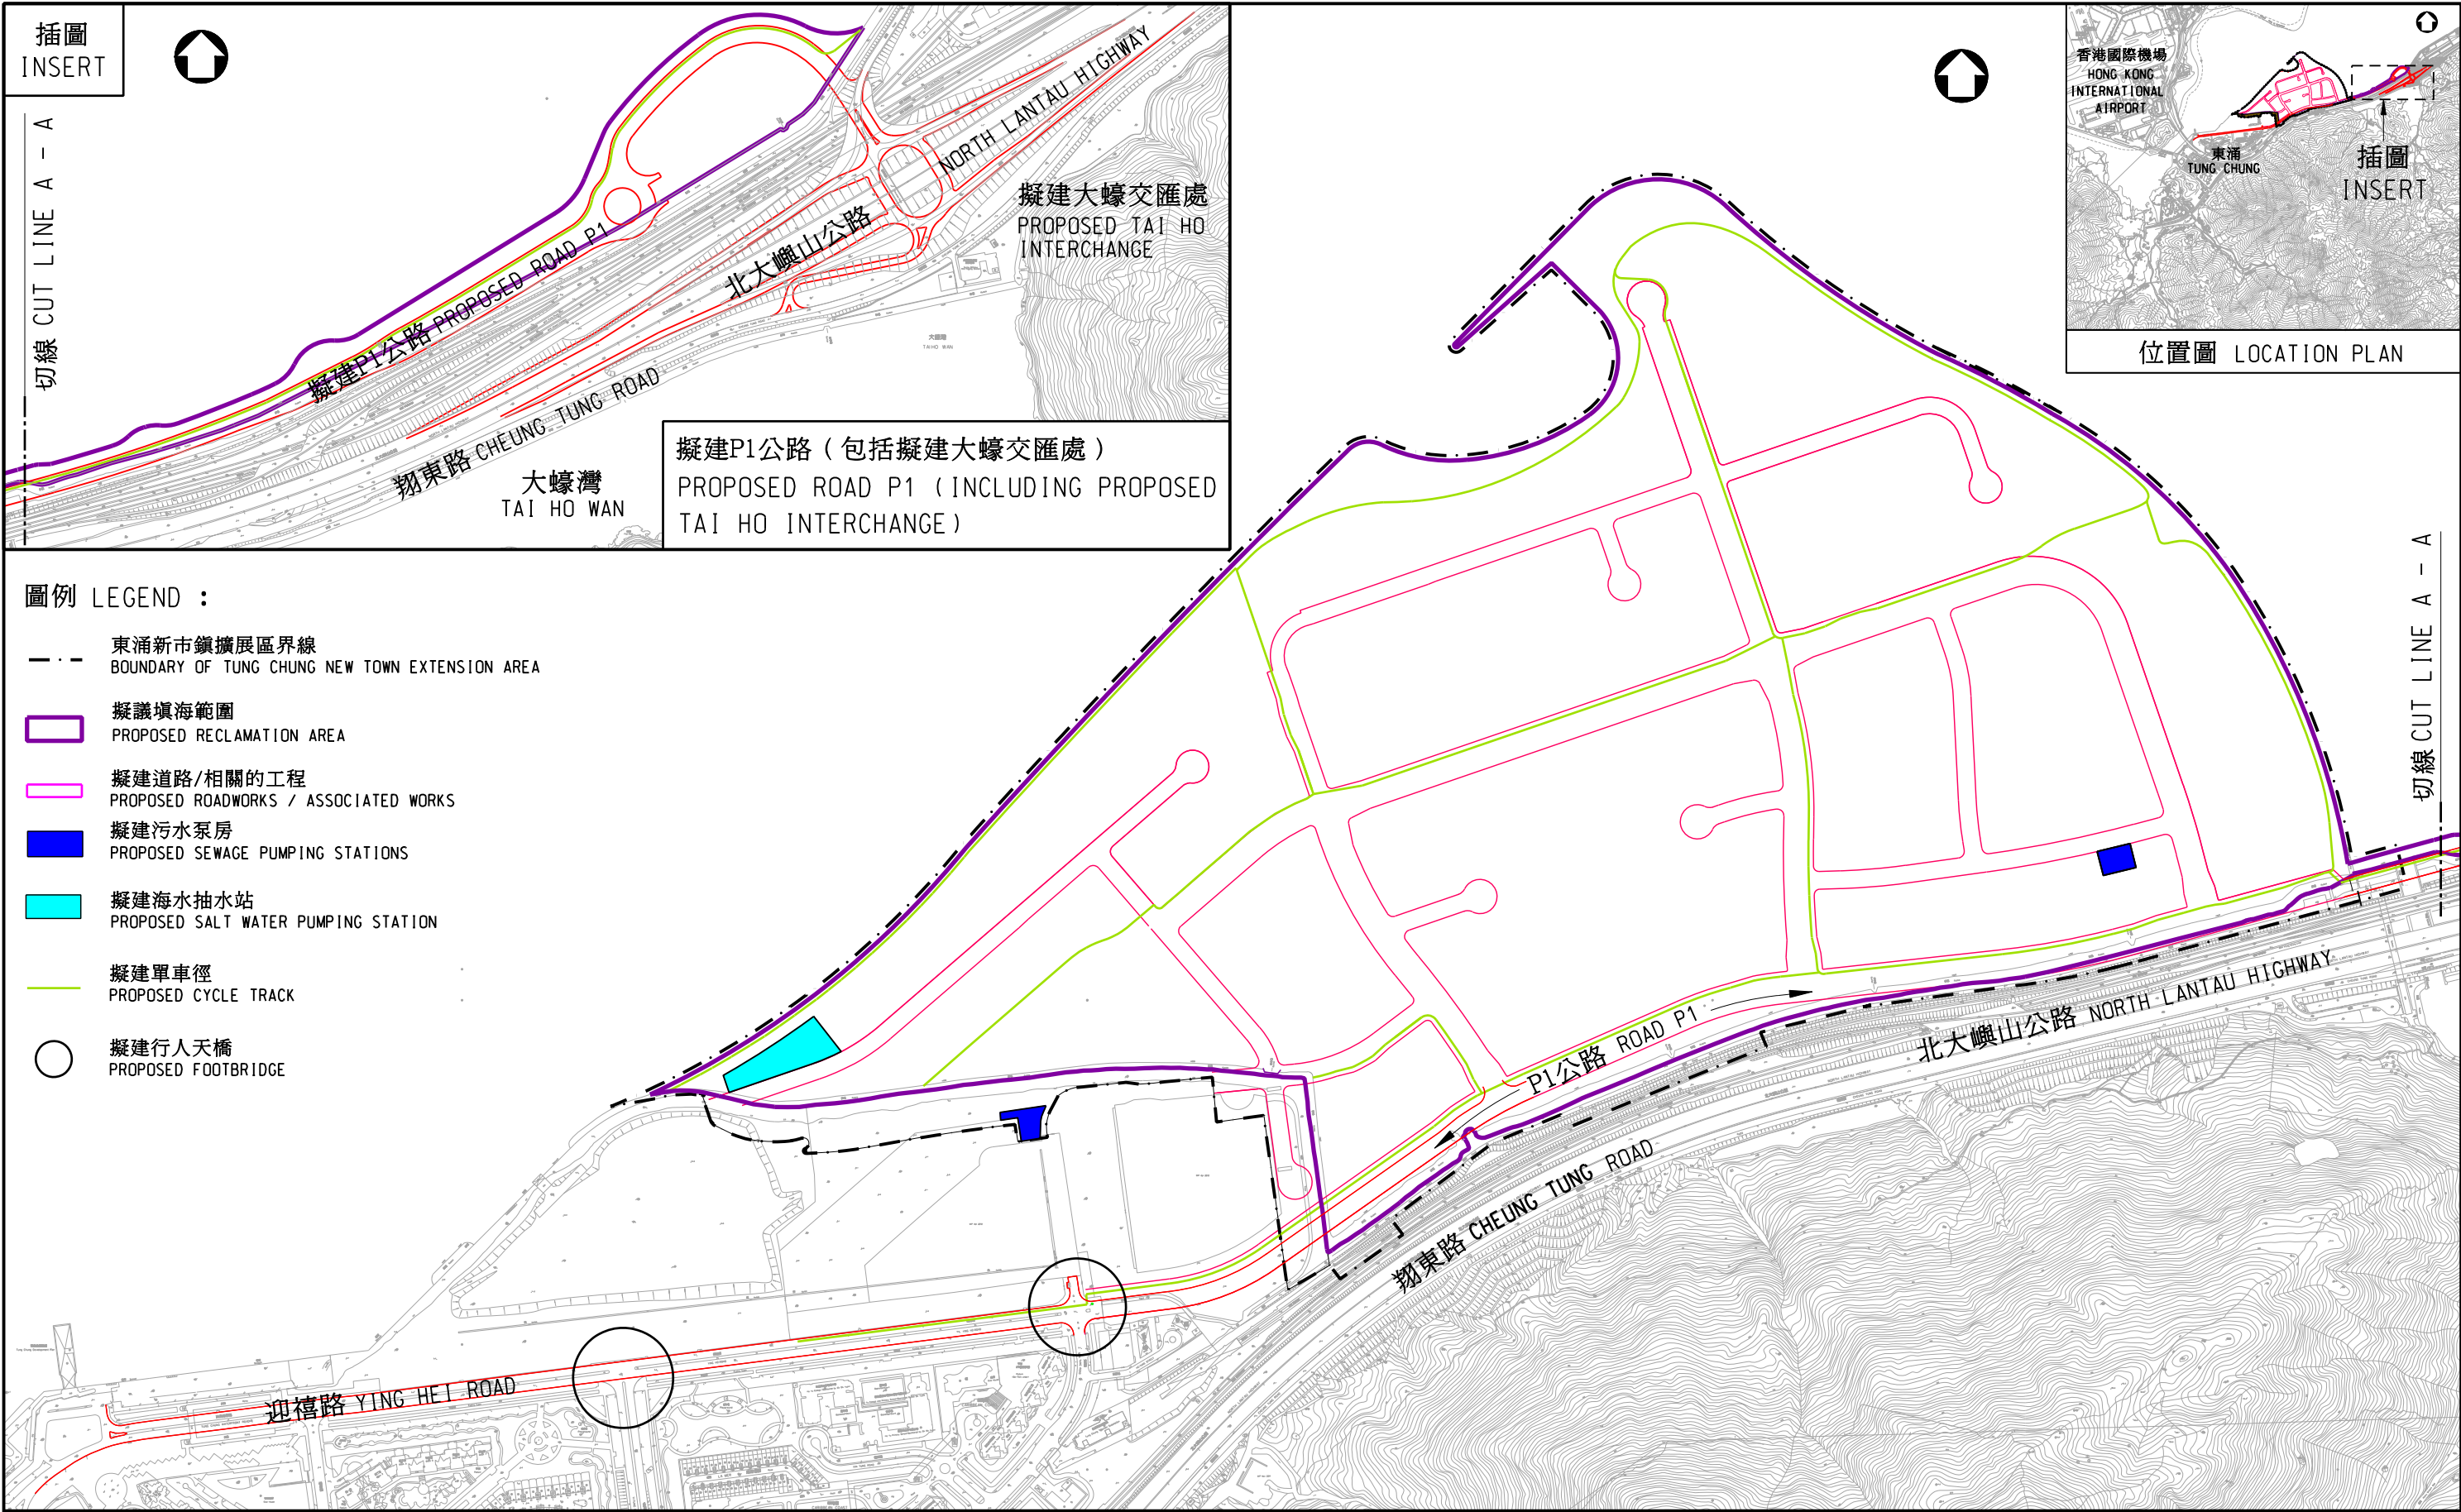 插圖
INSERT
切線 CUT LINE A - A
NORTH LANTAU HIGHWAY
北大嶼山公路
擬建大蠔交匯處
PROPOSED TAI HO
INTERCHANGE
擬建P1公路 PROPOSED ROAD P1
翔東路 CHEUNG TUNG ROAD
大蠔灣
TAI HO WAN
大蠔灣
TAI HO WAN
擬建P1公路（包括擬建大蠔交匯處）
PROPOSED ROAD P1 (INCLUDING PROPOSED
TAI HO INTERCHANGE)
香港國際機場
HONG KONG
INTERNATIONAL
AIRPORT
東涌
TUNG CHUNG
插圖
INSERT
位置圖 LOCATION PLAN
圖例 LEGEND :
東涌新市鎮擴展區界線
BOUNDARY OF TUNG CHUNG NEW TOWN EXTENSION AREA
擬議填海範圍
PROPOSED RECLAMATION AREA
擬建道路/相關的工程
PROPOSED ROADWORKS / ASSOCIATED WORKS
擬建污水泵房
PROPOSED SEWAGE PUMPING STATIONS
擬建海水抽水站
PROPOSED SALT WATER PUMPING STATION
擬建單車徑
PROPOSED CYCLE TRACK
擬建行人天橋
PROPOSED FOOTBRIDGE
切線 CUT LINE A - A
P1公路 ROAD P1
北大嶼山公路 NORTH LANTAU HIGHWAY
翔東路 CHEUNG TUNG ROAD
迎禧路 YING HEI ROAD